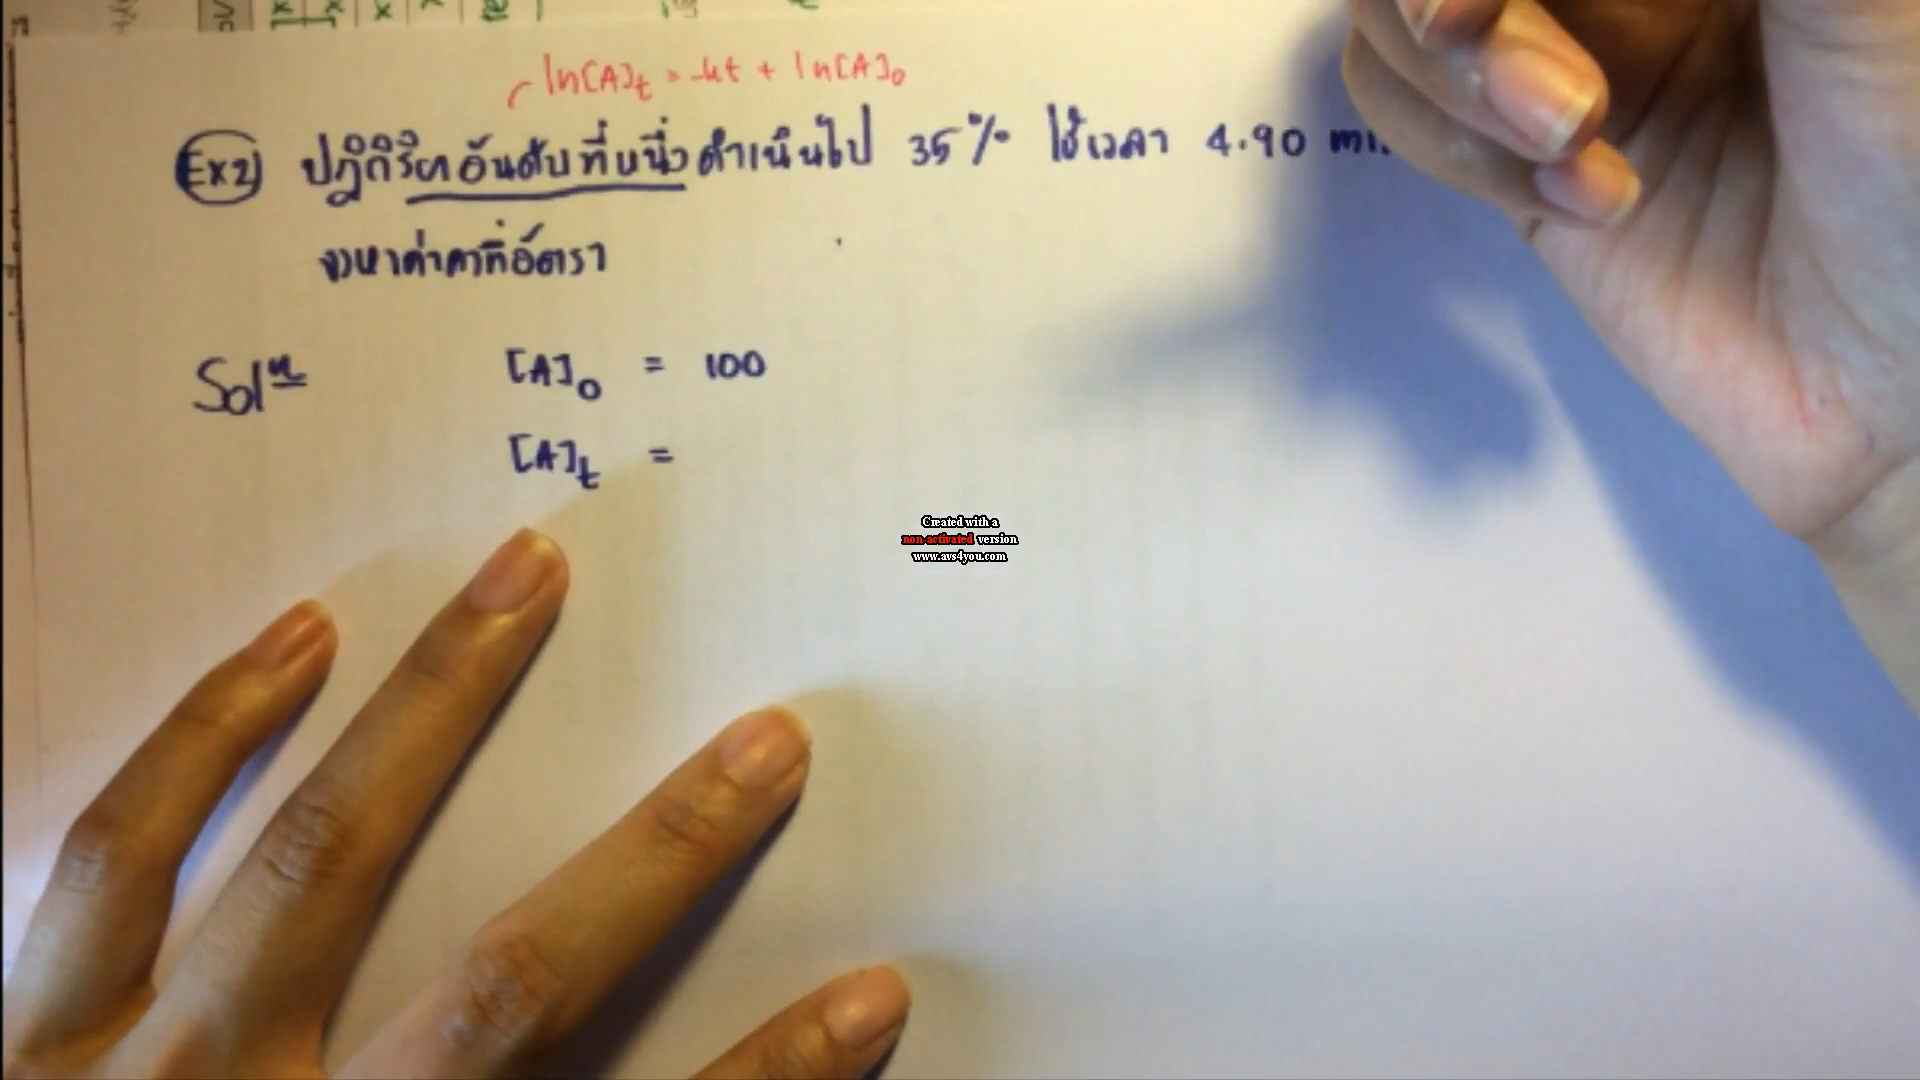 ln[A]t = -kt + ln[A]0
Ex2 ปฏิกิริยาอันดับที่หนึ่งดำเนินไป 35% ใช้เวลา 4.90
จงหาค่าคงที่อัตรา
Solⁿ [A]0 = 100
[A]t =
Created with a
non-activated version
www.avs4you.com